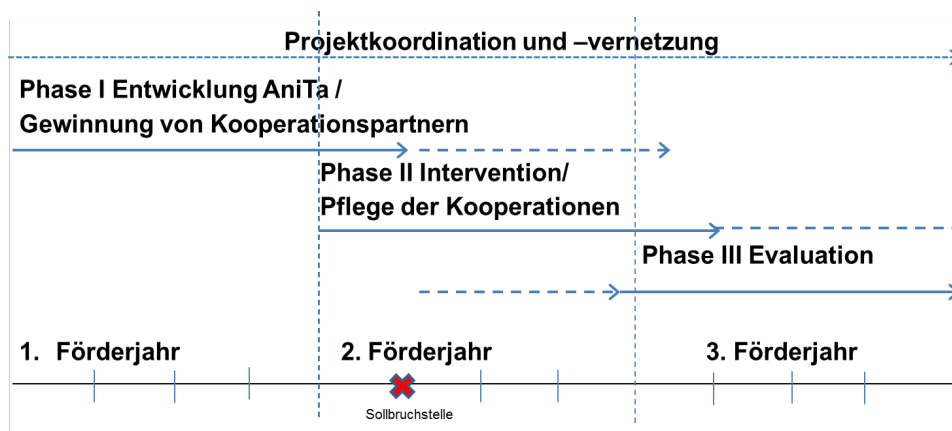 Projektkoordination und –vernetzung
Phase I Entwicklung AniTa /
Gewinnung von Kooperationspartnern
Phase II Intervention/
Pflege der Kooperationen
Phase III Evaluation
1. Förderjahr
2. Förderjahr
3. Förderjahr
Sollbruchstelle